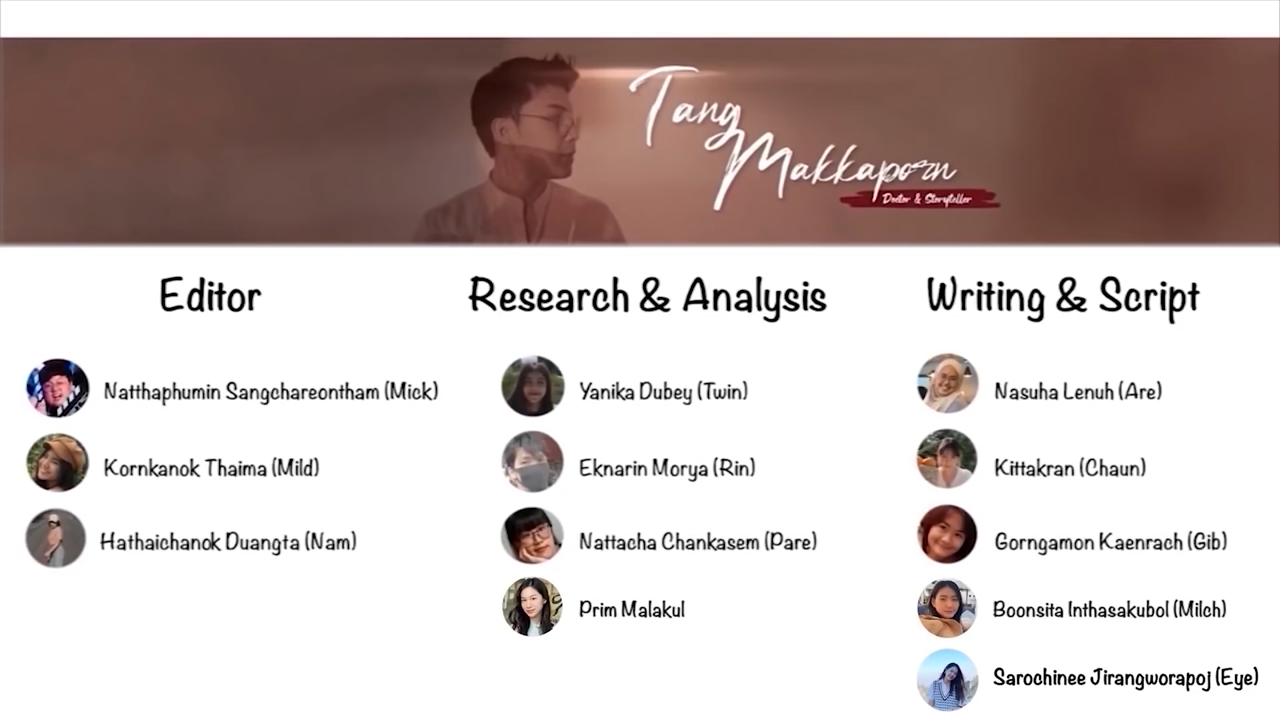 Tang
Makkaporn
Doctor & Storyteller
Editor
Natthaphumin Sangchareontham (Mick)
Kornkanok Thaima (Mild)
Hathaichanok Duangta (Nam)
Research & Analysis
Yanika Dubey (Twin)
Eknarin Morya (Rin)
Nattacha Chankasem (Pare)
Prim Malakul
Writing & Script
Nasuha Lenuh (Are)
Kittakran (Chaun)
Gorngamon Kaenrach (Gib)
Boonsita Inthasakubol (Milch)
Sarochinee Jirangworapoj (Eye)